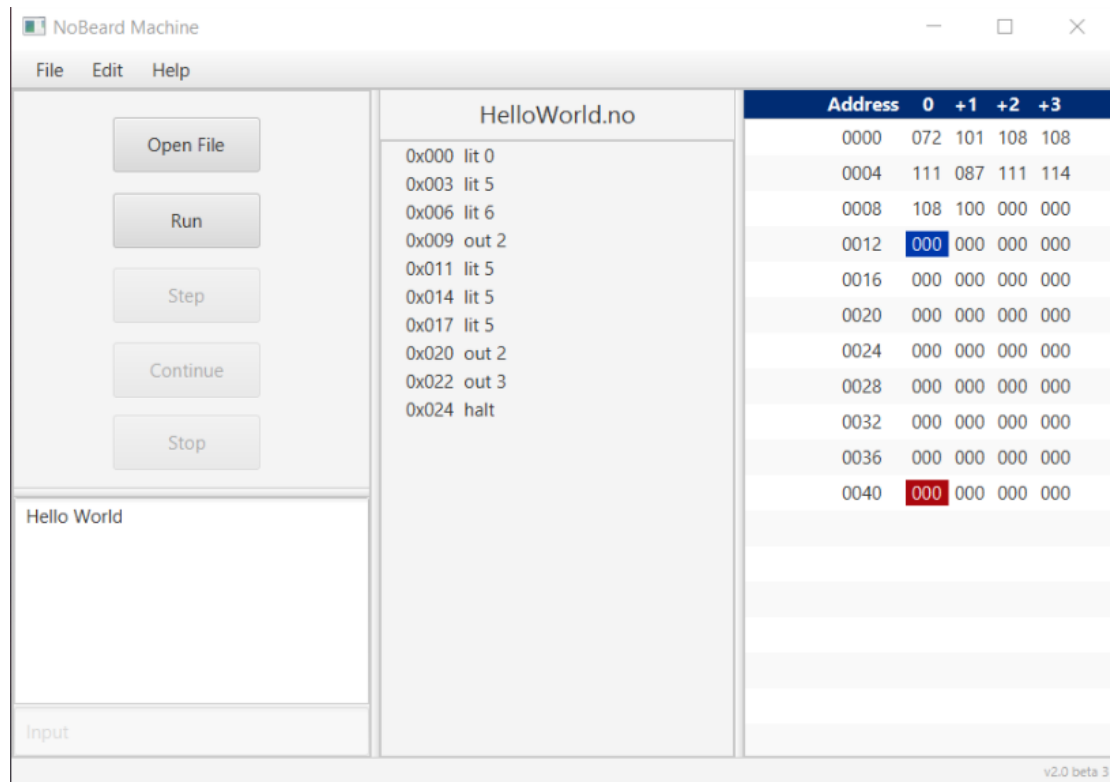 NoBeard Machine
File Edit Help
Open File
Run
Step
Continue
Stop
Hello World
Input
HelloWorld.no
0x000 lit 0
0x003 lit 5
0x006 lit 6
0x009 out 2
0x011 lit 5
0x014 lit 5
0x017 lit 5
0x020 out 2
0x022 out 3
0x024 halt
Address 0 +1 +2 +3
0000 072 101 108 108
0004 111 087 111 114
0008 108 100 000 000
0012 000 000 000 000
0016 000 000 000 000
0020 000 000 000 000
0024 000 000 000 000
0028 000 000 000 000
0032 000 000 000 000
0036 000 000 000 000
0040 000 000 000 000
v2.0 beta 3